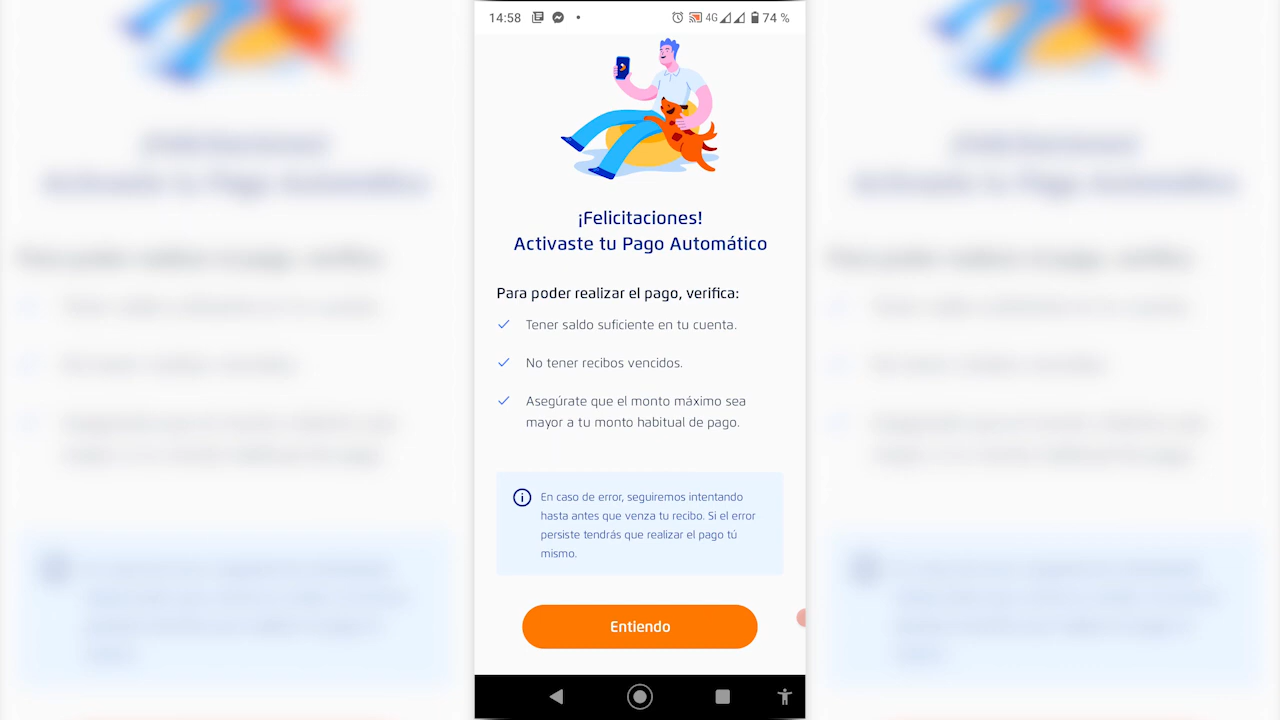 14:58
4G
74 %
¡Felicitaciones!
Activaste tu Pago Automático
Para poder realizar el pago, verifica:
Tener saldo suficiente en tu cuenta.
No tener recibos vencidos.
Asegúrate que el monto máximo sea
mayor a tu monto habitual de pago.
En caso de error, seguiremos intentando
hasta antes que venza tu recibo. Si el error
persiste tendrás que realizar el pago tú
mismo.
Entiendo